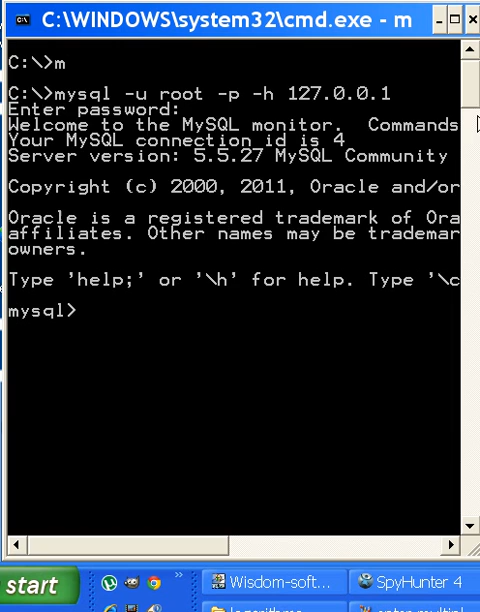 C:\WINDOWS\system32\cmd.exe - m
C:\>m
C:\>mysql -u root -p -h 127.0.0.1
Enter password:
Welcome to the MySQL monitor.  Commands
Your MySQL connection id is 4
Server version: 5.5.27 MySQL Community
Copyright (c) 2000, 2011, Oracle and/or
Oracle is a registered trademark of Ora
affiliates. Other names may be trademar
owners.
Type 'help;' or '\h' for help. Type '\c
mysql>
start
Wisdom-soft...
SpyHunter 4